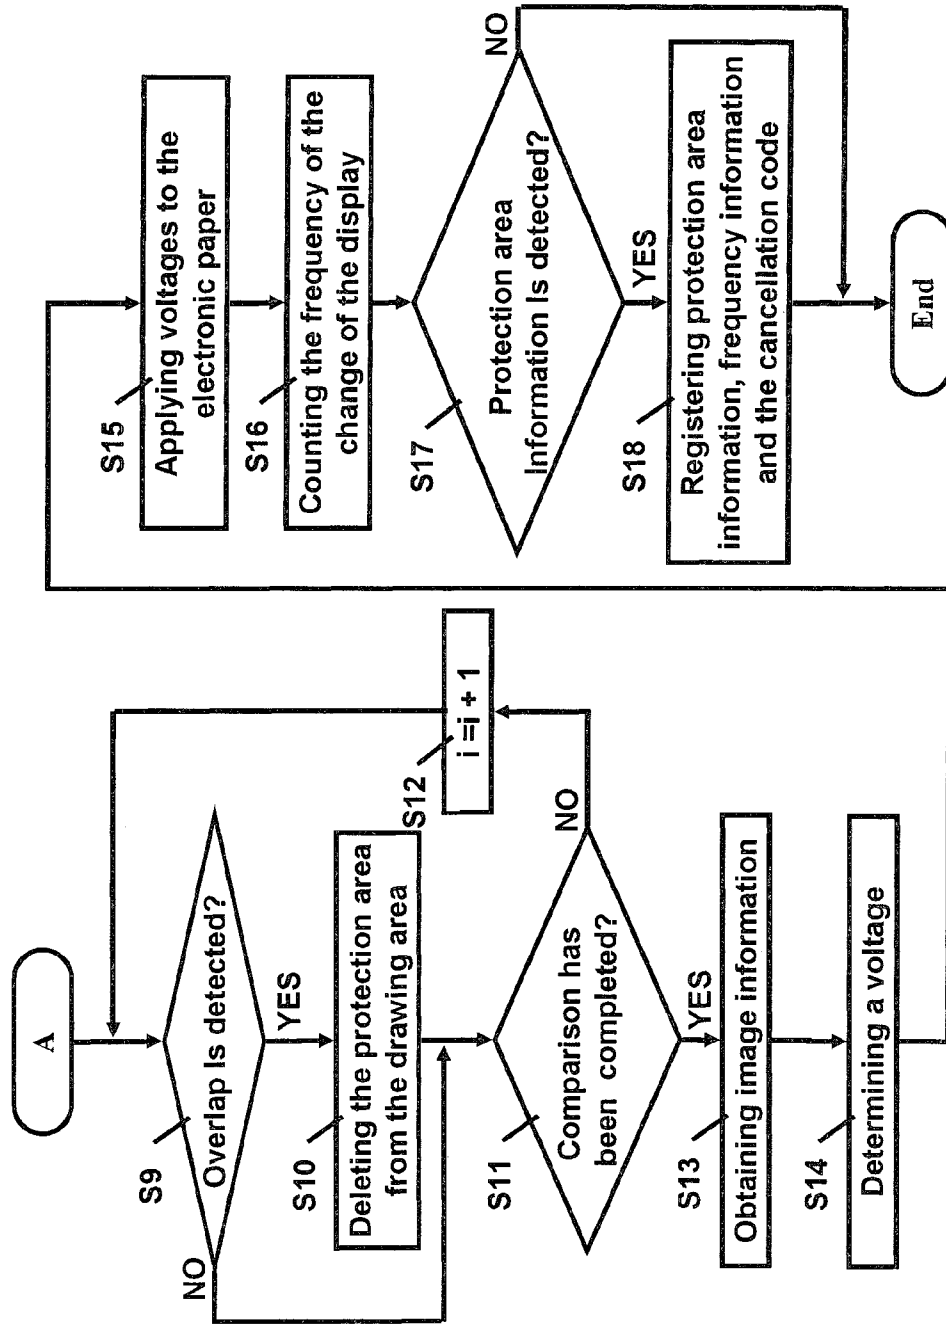 A
S9
Overlap Is detected?
NO
YES
S10
Deleting the protection area
from the drawing area
S11
Comparison has
been completed?
NO
S12
i =i + 1
YES
S13
Obtaining image information
S14
Determining a voltage
S15
Applying voltages to the
electronic paper
S16
Counting the frequency of the
change of the display
S17
Protection area
Information Is detected?
NO
YES
S18
Registering protection area
information, frequency information
and the cancellation code
End